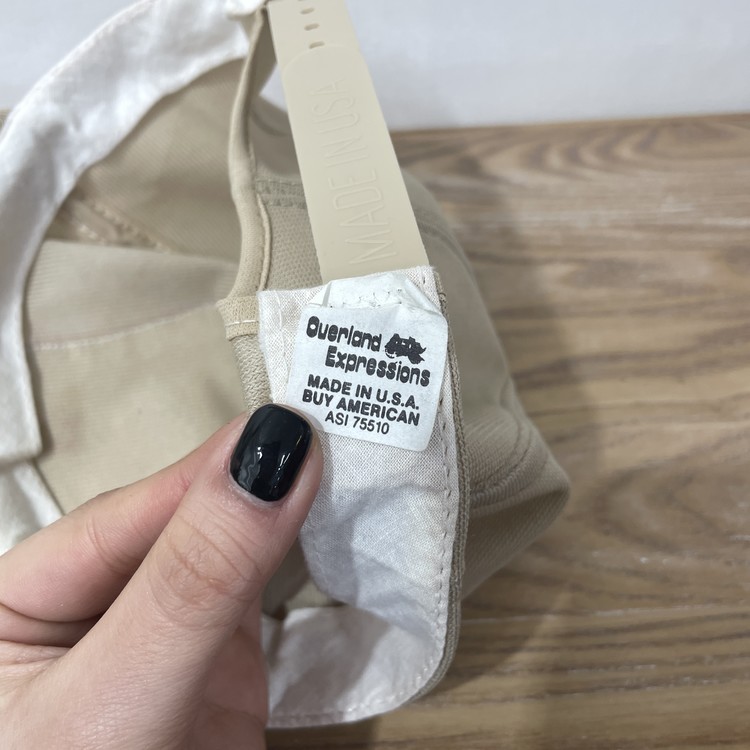 MADE IN USA
Overland
Expressions
MADE IN U.S.A.
BUY AMERICAN
ASI 75510